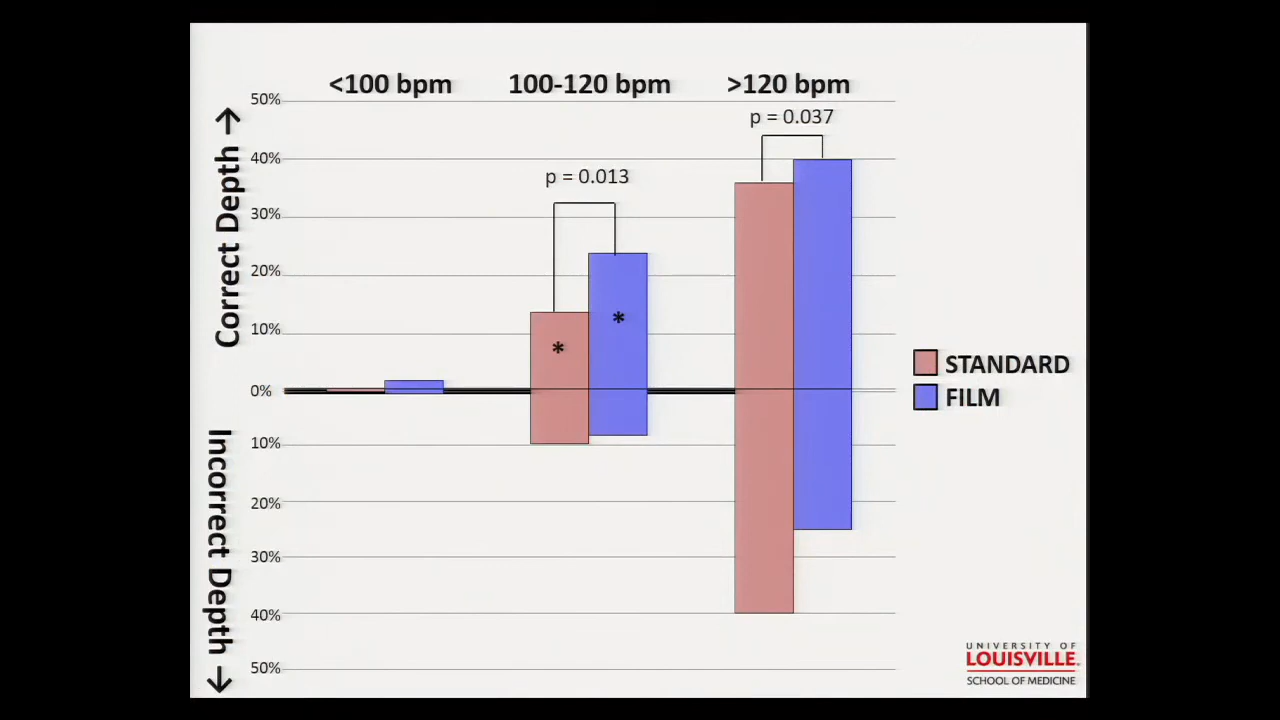 <100 bpm 100-120 bpm >120 bpm
p = 0.037
p = 0.013
50%
40%
30%
20%
10%
0%
10%
20%
30%
40%
50%
Correct Depth →
← Incorrect Depth
*
*
STANDARD
FILM
UNIVERSITY OF
LOUISVILLE.
SCHOOL OF MEDICINE